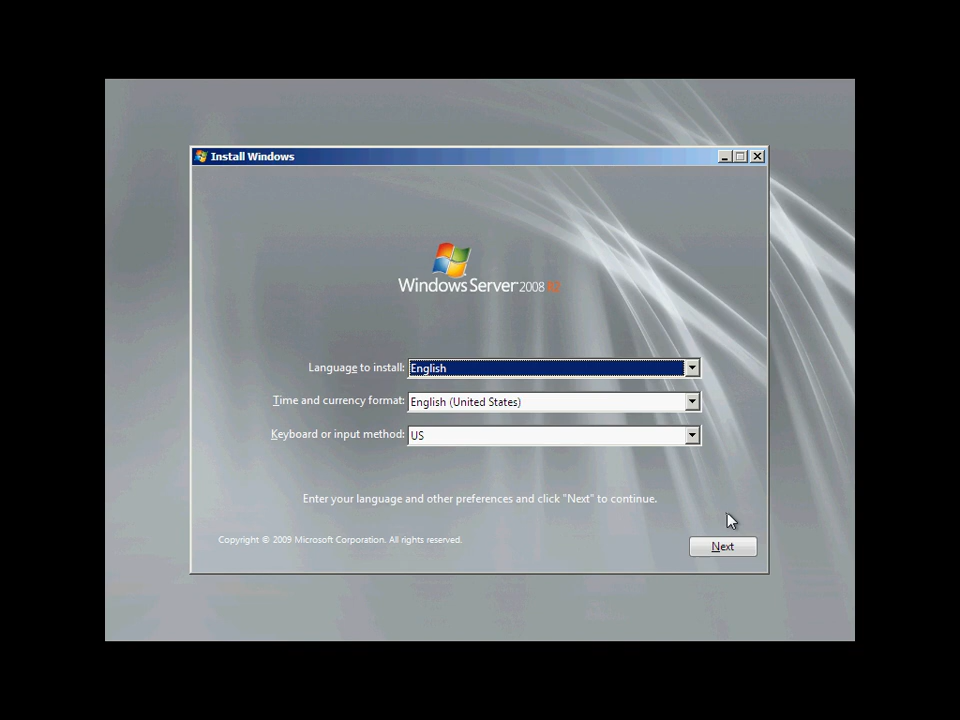 Install Windows
Windows Server 2008 R2
Language to install: English
Time and currency format: English (United States)
Keyboard or input method: US
Enter your language and other preferences and click "Next" to continue.
Copyright © 2009 Microsoft Corporation. All rights reserved.
Next